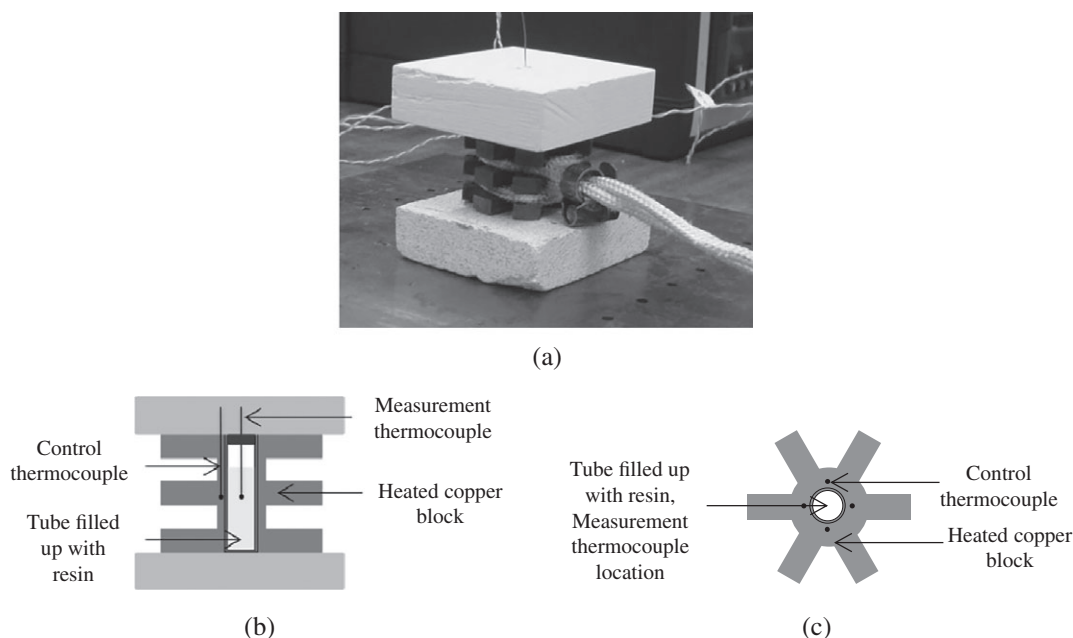 (a)
Measurement
thermocouple
Control
thermocouple
Heated copper
block
Tube filled
up with
resin
(b)
Tube filled up
with resin,
Measurement
thermocouple
location
Control
thermocouple
Heated copper
block
(c)